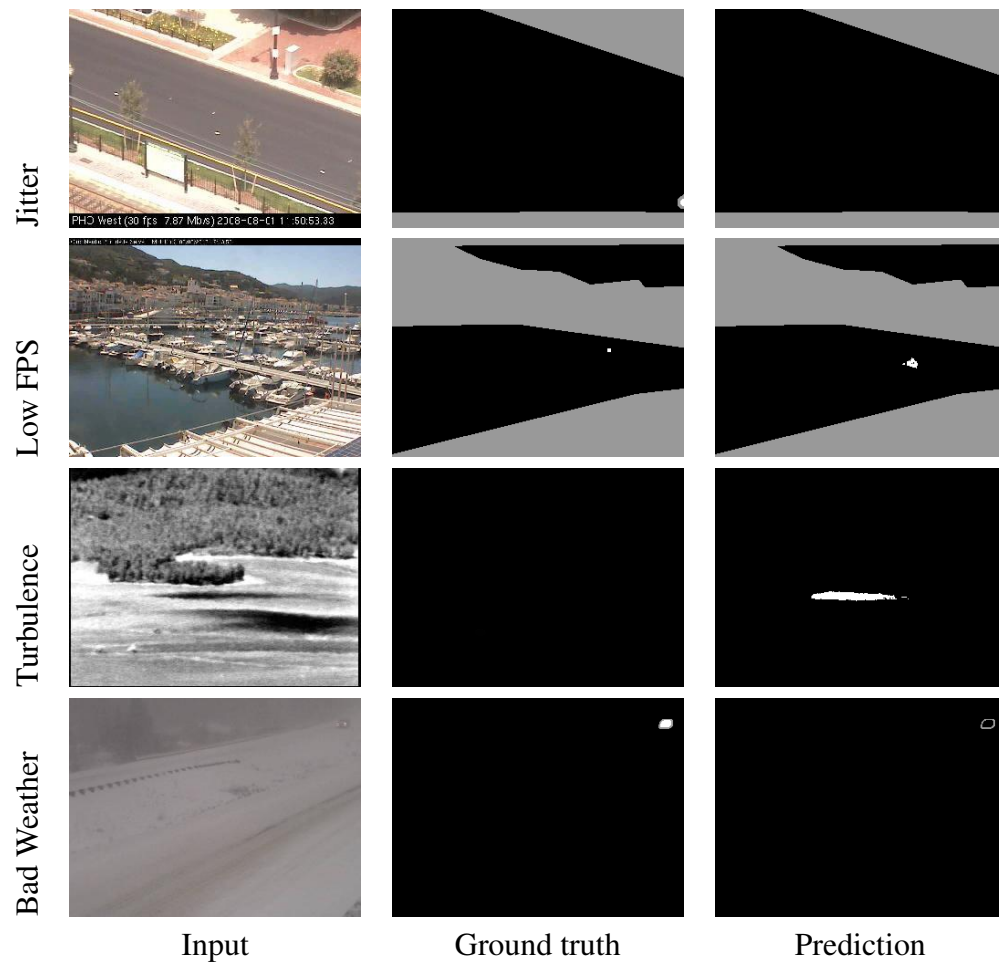 Jitter
PHO West (30 fps 7.87 Mb/s) 2008-08-01 11:50:53.33
Low FPS
Turbulence
Bad Weather
Input
Ground truth
Prediction